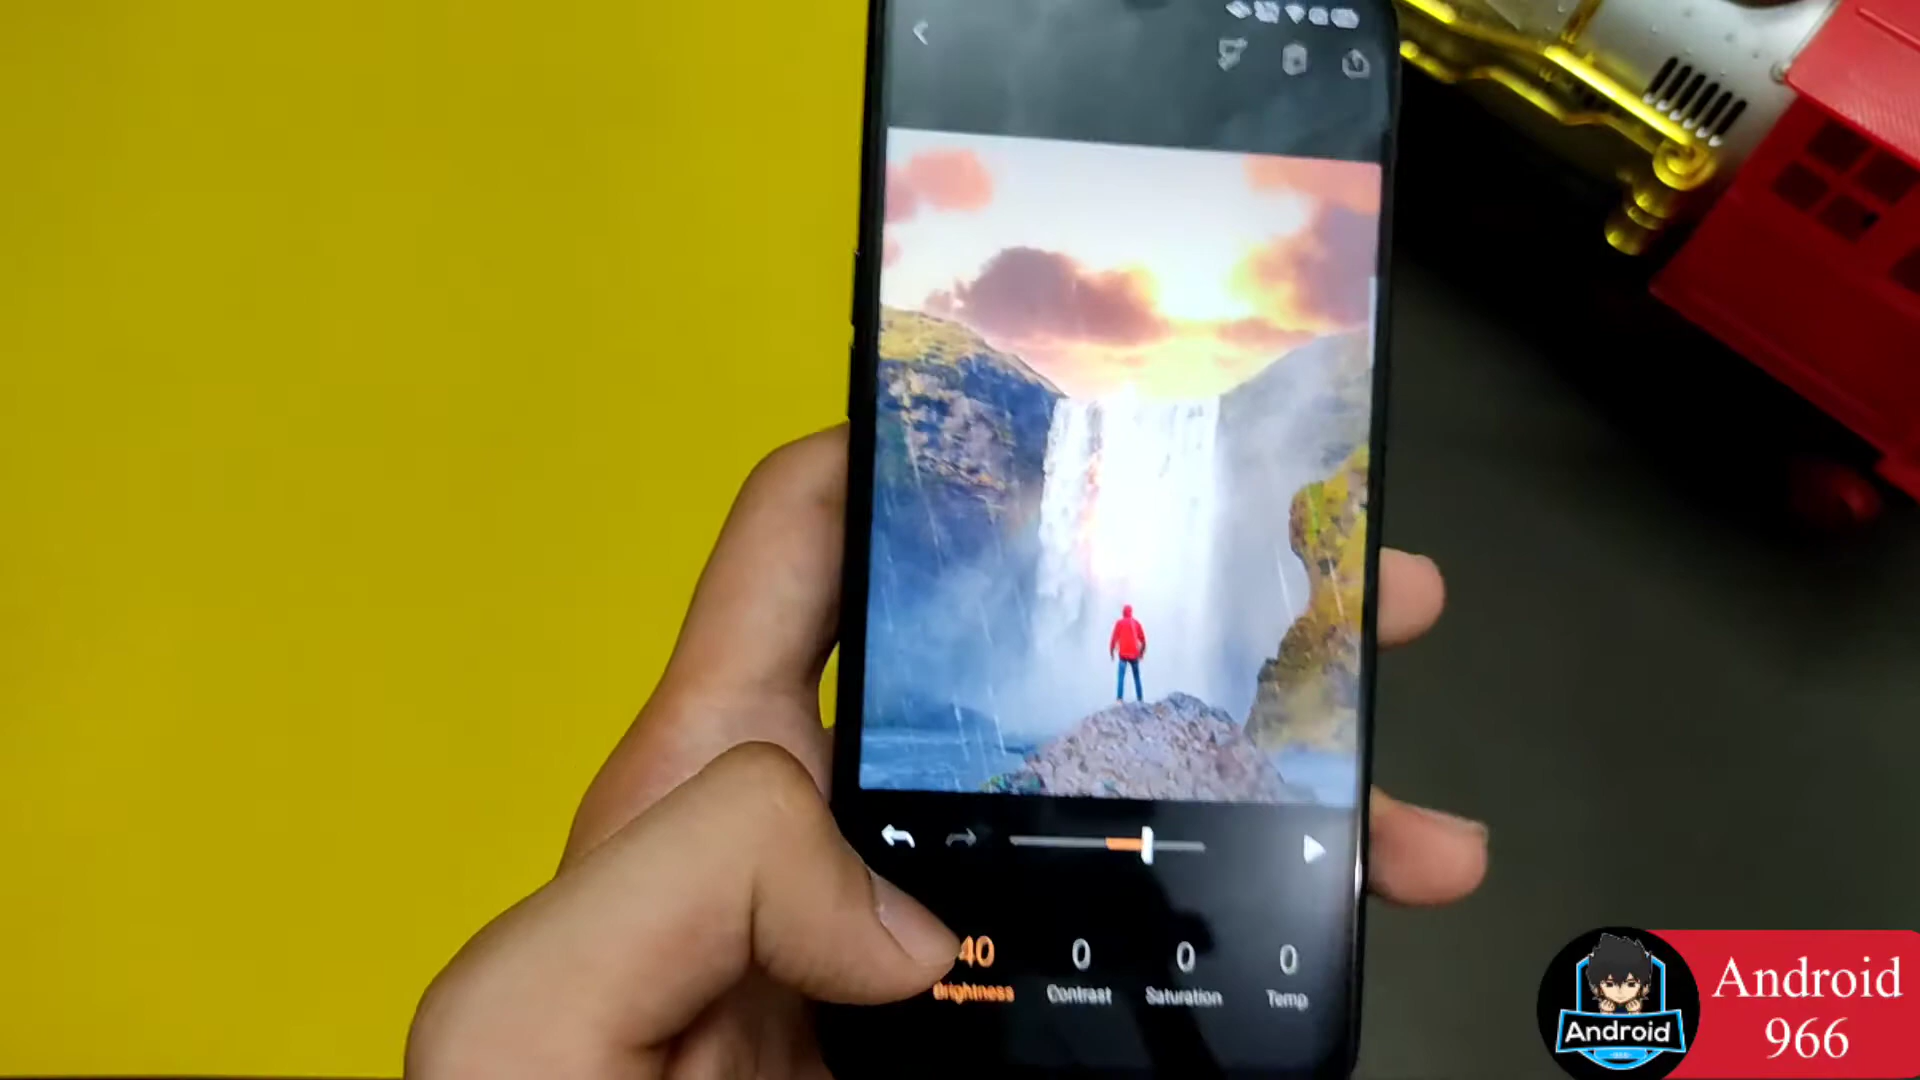 40
0
0
0
Brightness
Contrast
Saturation
Temp
Android
966
Android